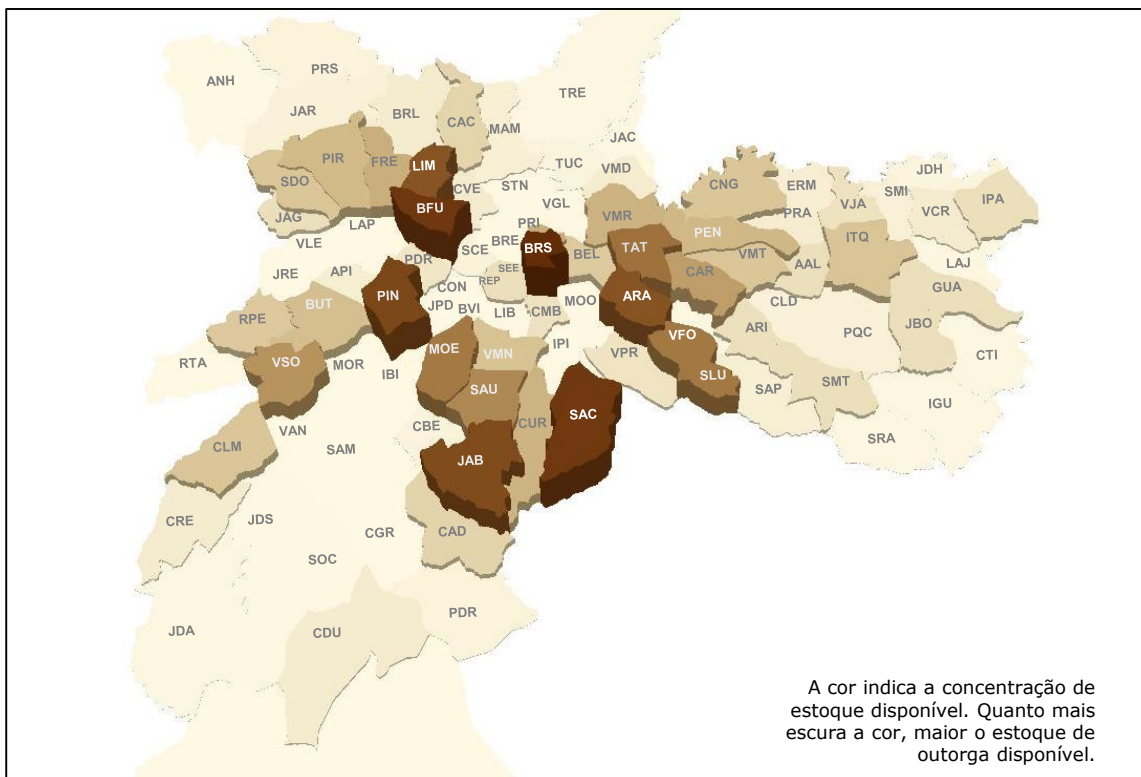 PRS
ANH
TRE
JAR
BRL
CAC
MAM
JAC
PIR
FRE
LIM
TUC
VMD
JDH
SDO
CVE
STN
CNG
ERM
SMI
IPA
BFU
VGL
VJA
JAG
LAP
PRI
VMR
PRA
VCR
VLE
SCE
BRE
BRS
TAT
PEN
ITQ
PDR
BEL
VMT
AAL
LAJ
JRE
API
SEE
CAR
REP
CON
GUA
PIN
ARA
MOO
CLD
BUT
JPD
BVI
LIB
CMB
RPE
ARI
JBO
PQC
VFO
IPI
MOE
VMN
VPR
CTI
RTA
VSO
MOR
IBI
SLU
SMT
SAP
SAU
IGU
SAC
CBE
CUR
VAN
SRA
CLM
SAM
JAB
CRE
JDS
CGR
CAD
SOC
PDR
JDA
CDU
A cor indica a concentração de
estoque disponível. Quanto mais
escura a cor, maior o estoque de
outorga disponível.